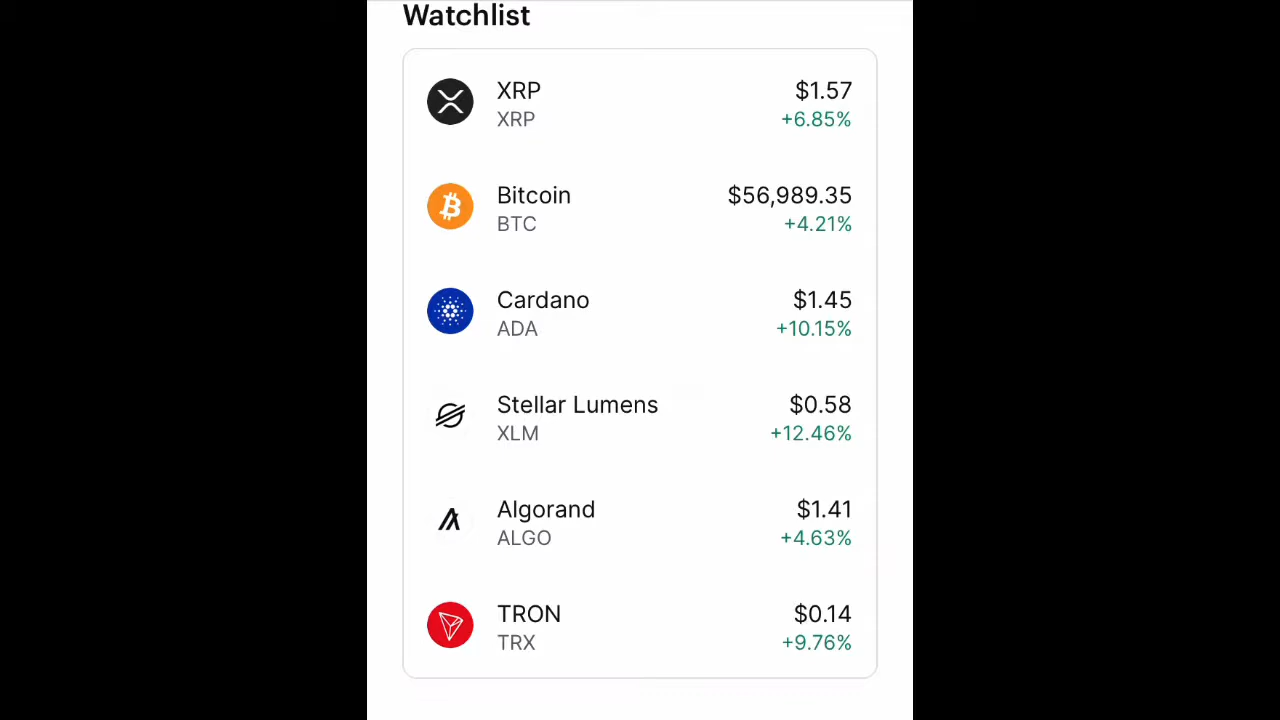 Watchlist
XRP $1.57
XRP +6.85%
Bitcoin $56,989.35
BTC +4.21%
Cardano $1.45
ADA +10.15%
Stellar Lumens $0.58
XLM +12.46%
Algorand $1.41
ALGO +4.63%
TRON $0.14
TRX +9.76%